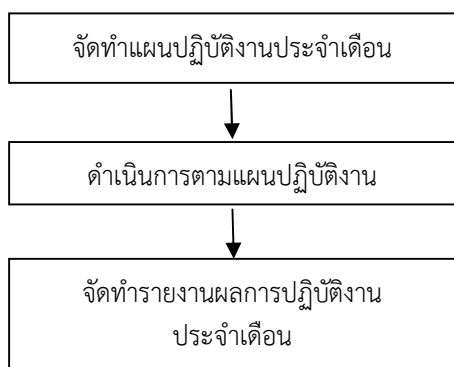 จัดทำแผนปฏิบัติงานประจำเดือน
ดำเนินการตามแผนปฏิบัติงาน
จัดทำรายงานผลการปฏิบัติงาน
ประจำเดือน